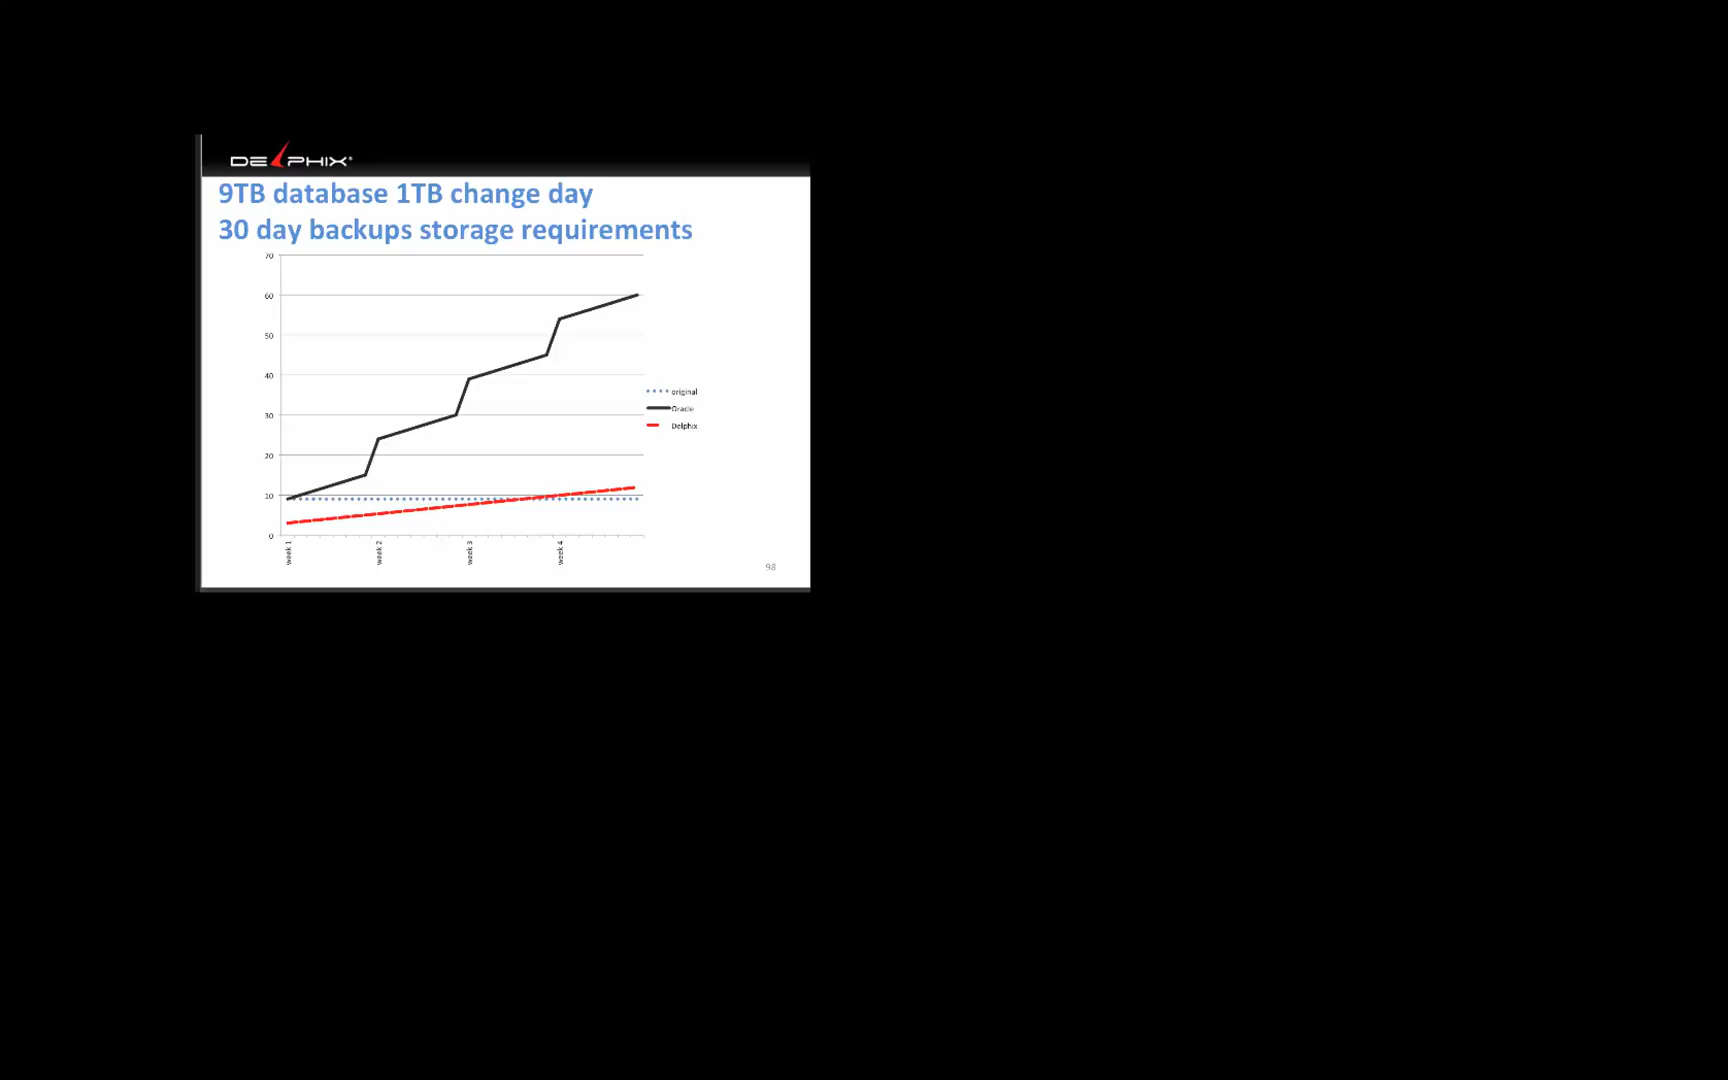 DELPHIX®
9TB database 1TB change day
30 day backups storage requirements
70
60
50
40
30
20
10
0
original
Oracle
Delphix
week 1
week 2
week 3
week 4
98